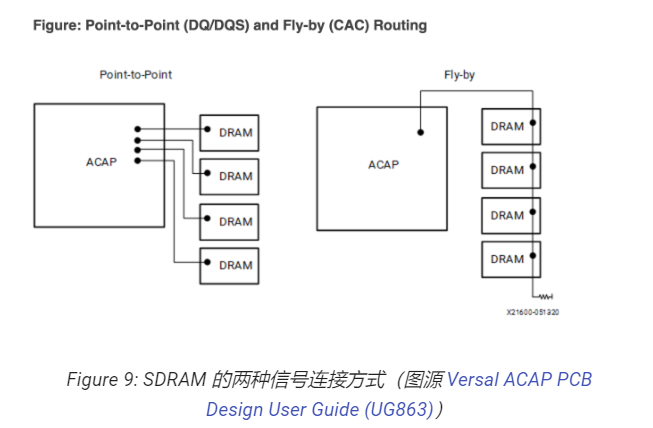 Figure: Point-to-Point (DQ/DQS) and Fly-by (CAC) Routing
Point-to-Point
Fly-by
ACAP
DRAM
DRAM
DRAM
DRAM
ACAP
DRAM
DRAM
DRAM
DRAM
X21600-051320
Figure 9: SDRAM 的两种信号连接方式（图源 Versal ACAP PCB
Design User Guide (UG863)）